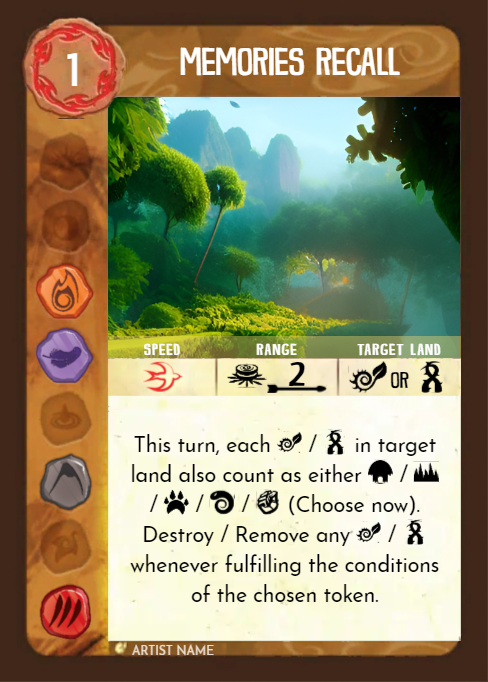 1
MEMORIES RECALL
SPEED RANGE TARGET LAND
2 OR
This turn, each / in target
land also count as either /
/ / / (Choose now).
Destroy / Remove any /
whenever fulfilling the conditions
of the chosen token.
ARTIST NAME